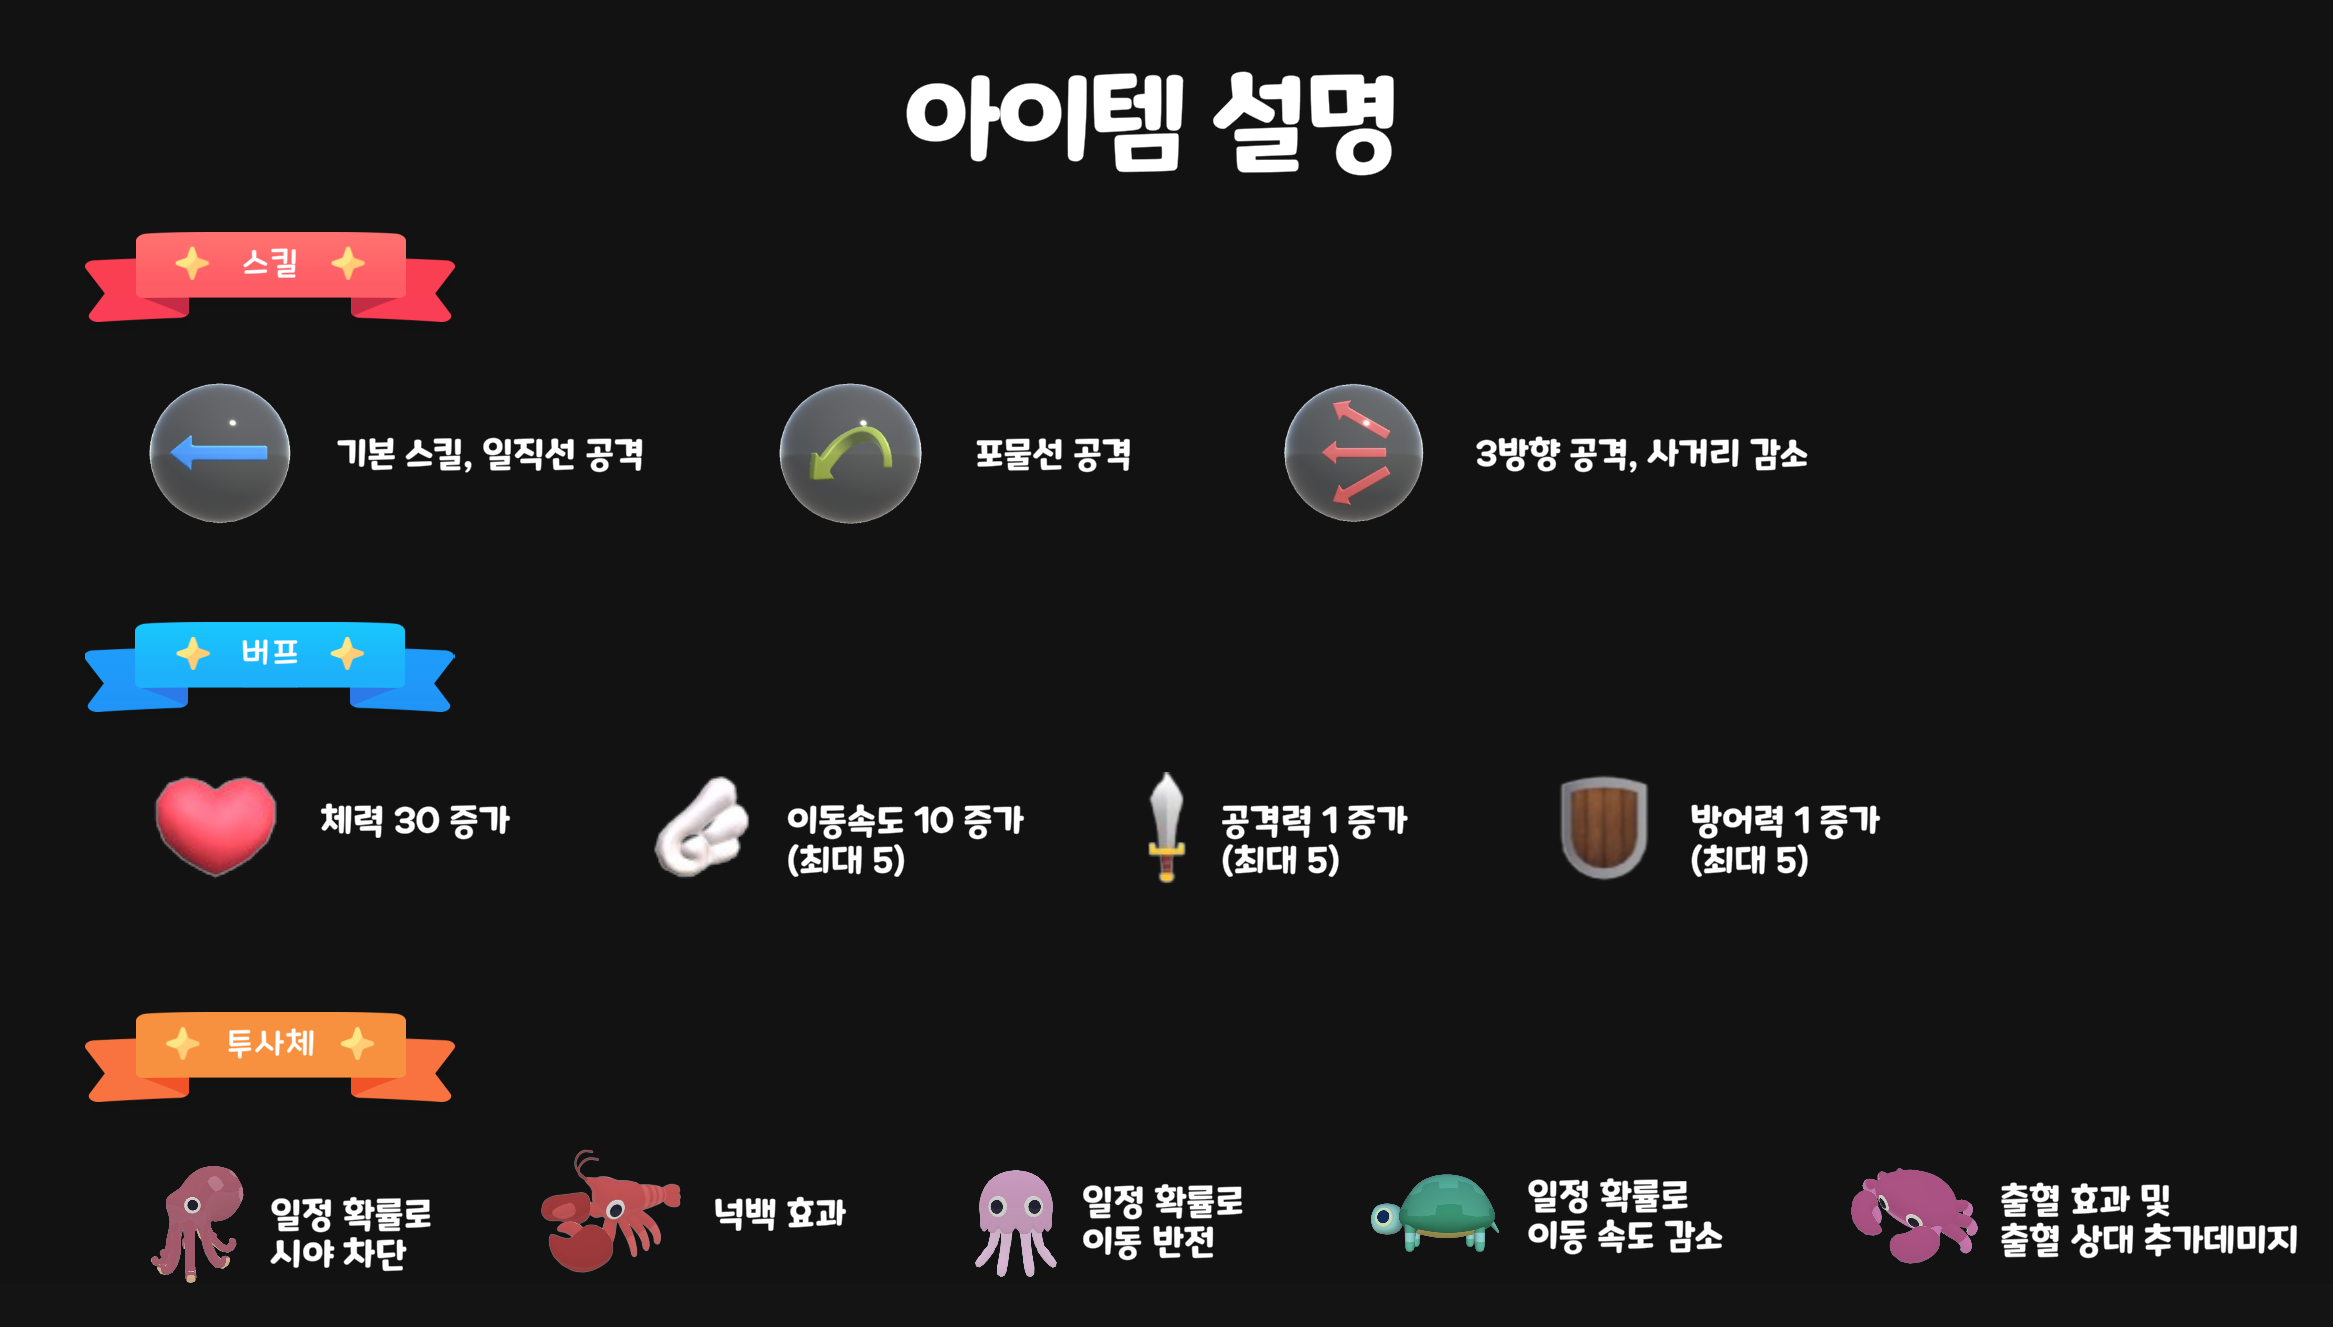 아이템 설명
스킬
기본 스킬, 일직선 공격
포물선 공격
3방향 공격, 사거리 감소
버프
체력 30 증가
이동속도 10 증가
(최대 5)
공격력 1 증가
(최대 5)
방어력 1 증가
(최대 5)
투사체
일정 확률로
시야 차단
넉백 효과
일정 확률로
이동 반전
일정 확률로
이동 속도 감소
출혈 효과 및
출혈 상대 추가데미지